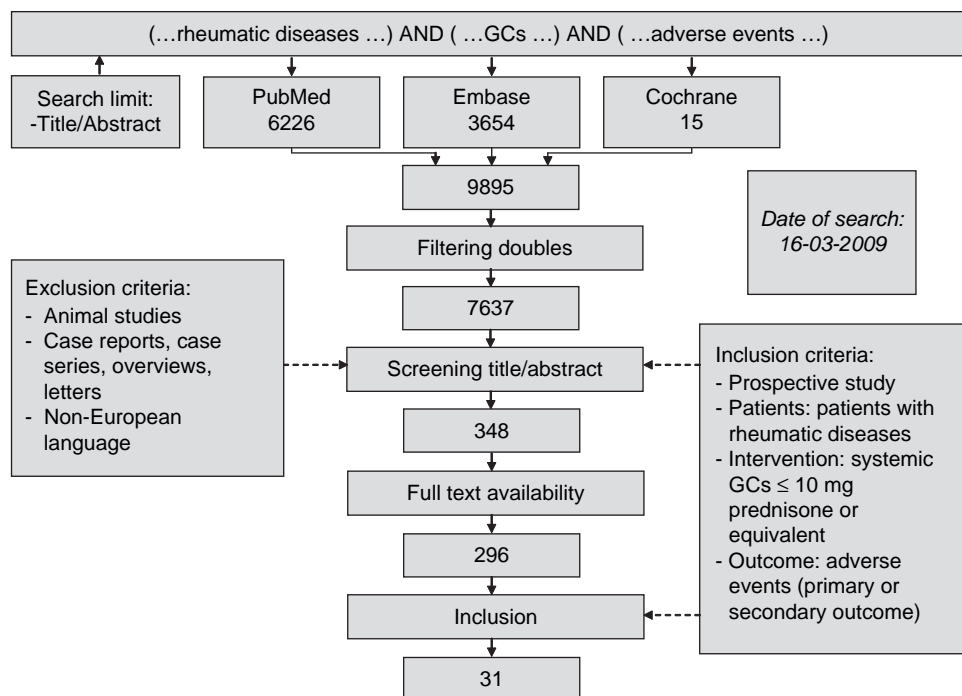 (…rheumatic diseases …) AND ( …GCs …) AND ( …adverse events …)
Search limit:
-Title/Abstract
PubMed
6226
Embase
3654
Cochrane
15
9895
Date of search:
16-03-2009
Filtering doubles
7637
Exclusion criteria:
- Animal studies
- Case reports, case
series, overviews,
letters
- Non-European
language
Screening title/abstract
Inclusion criteria:
- Prospective study
- Patients: patients with
rheumatic diseases
- Intervention: systemic
GCs ≤ 10 mg
prednisone or
equivalent
- Outcome: adverse
events (primary or
secondary outcome)
348
Full text availability
296
Inclusion
31